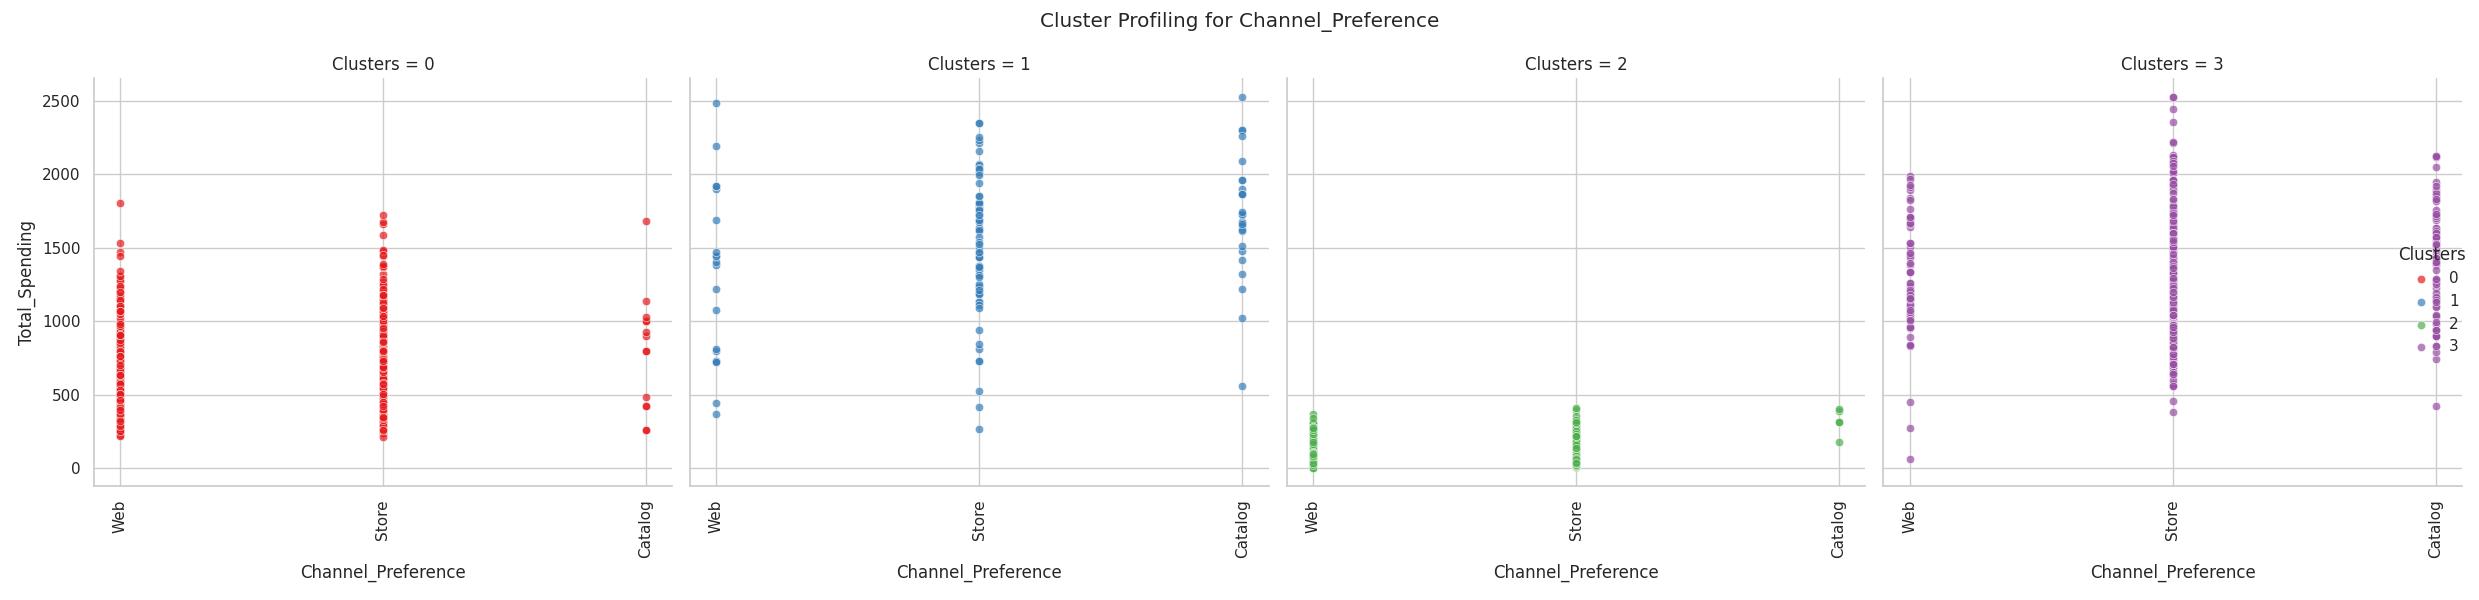 Cluster Profiling for Channel_Preference
Clusters = 0
Clusters = 1
Clusters = 2
Clusters = 3
Total_Spending
2500
2000
1500
1000
500
0
Web
Store
Catalog
Web
Store
Catalog
Web
Store
Catalog
Web
Store
Catalog
Channel_Preference
Channel_Preference
Channel_Preference
Channel_Preference
Clusters
0
1
2
3